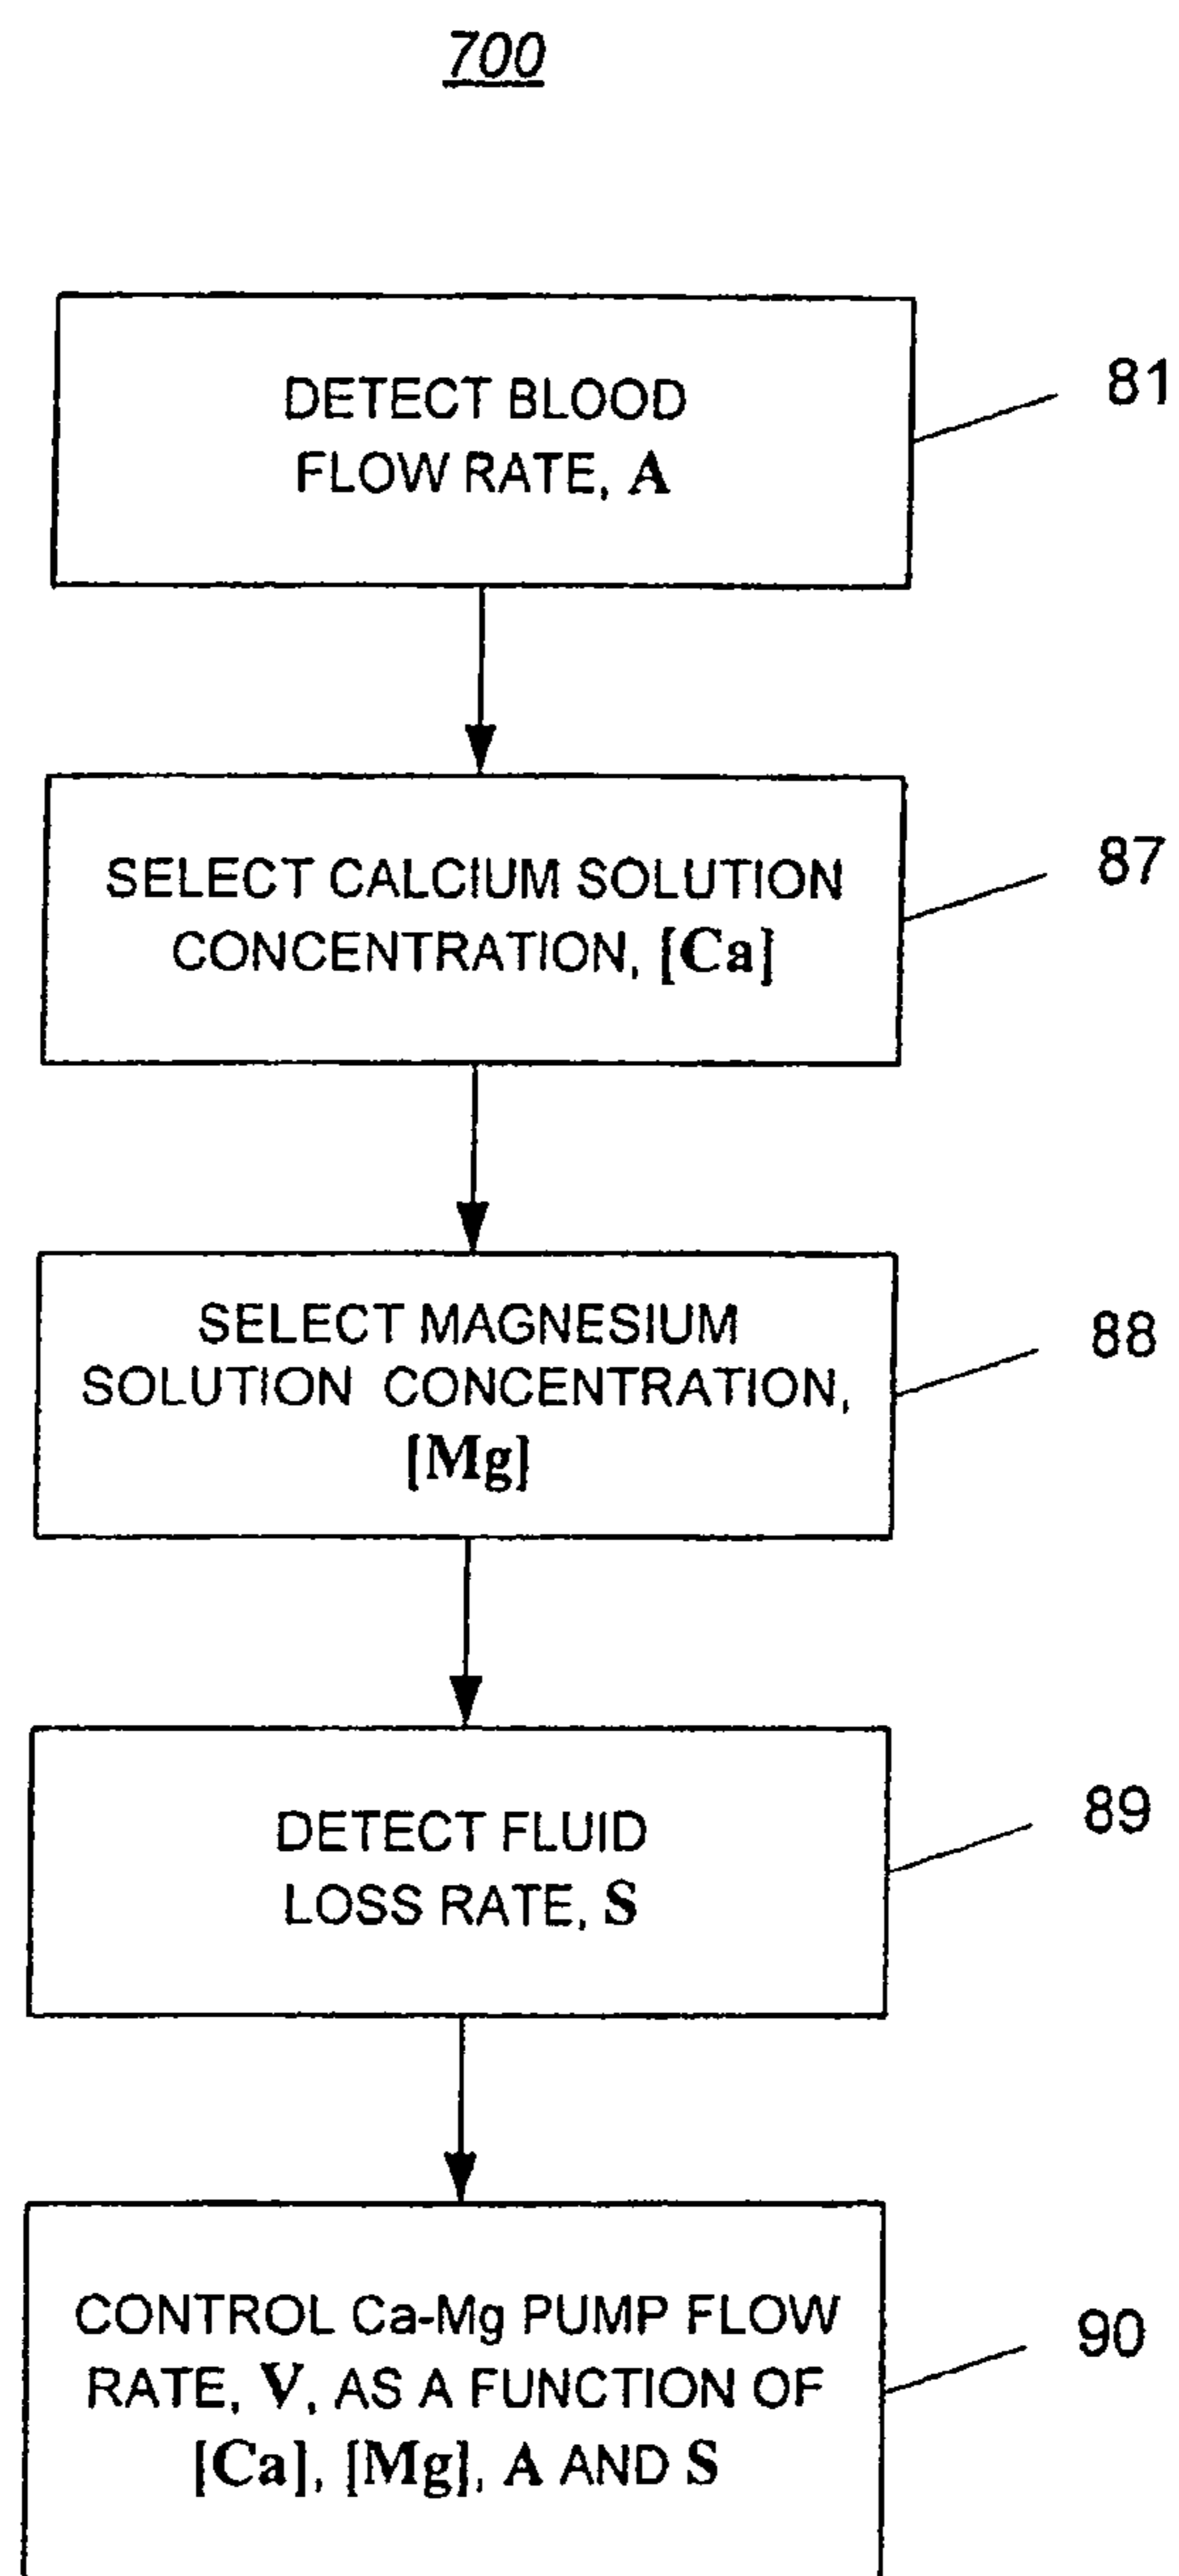 700
DETECT BLOOD
FLOW RATE, A
81
SELECT CALCIUM SOLUTION
CONCENTRATION, [Ca]
87
SELECT MAGNESIUM
SOLUTION CONCENTRATION,
[Mg]
88
DETECT FLUID
LOSS RATE, S
89
CONTROL Ca-Mg PUMP FLOW
RATE, V, AS A FUNCTION OF
[Ca], [Mg], A AND S
90